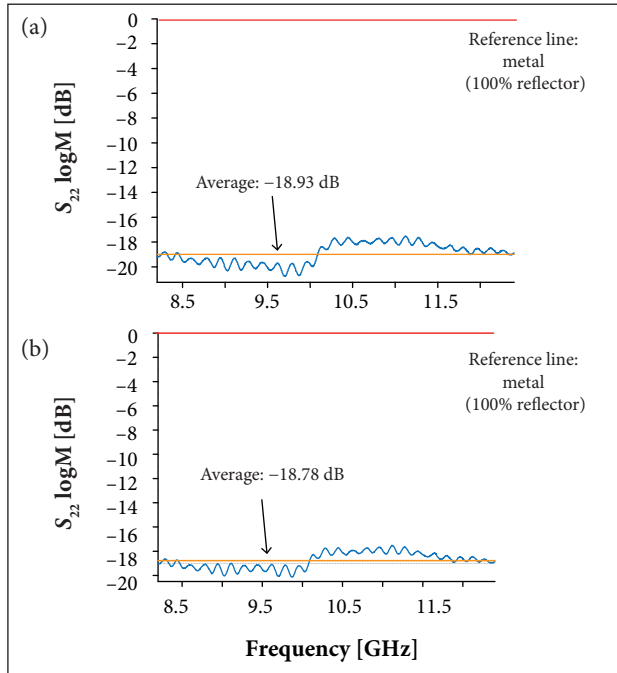 (a)
S22 logM [dB]
0
−2
−4
−6
−8
−10
−12
−14
−16
−18
−20
Reference line:
metal
(100% reflector)
Average: −18.93 dB
8.5 9.5 10.5 11.5
(b)
S22 logM [dB]
0
−2
−4
−6
−8
−10
−12
−14
−16
−18
−20
Reference line:
metal
(100% reflector)
Average: −18.78 dB
8.5 9.5 10.5 11.5
Frequency [GHz]